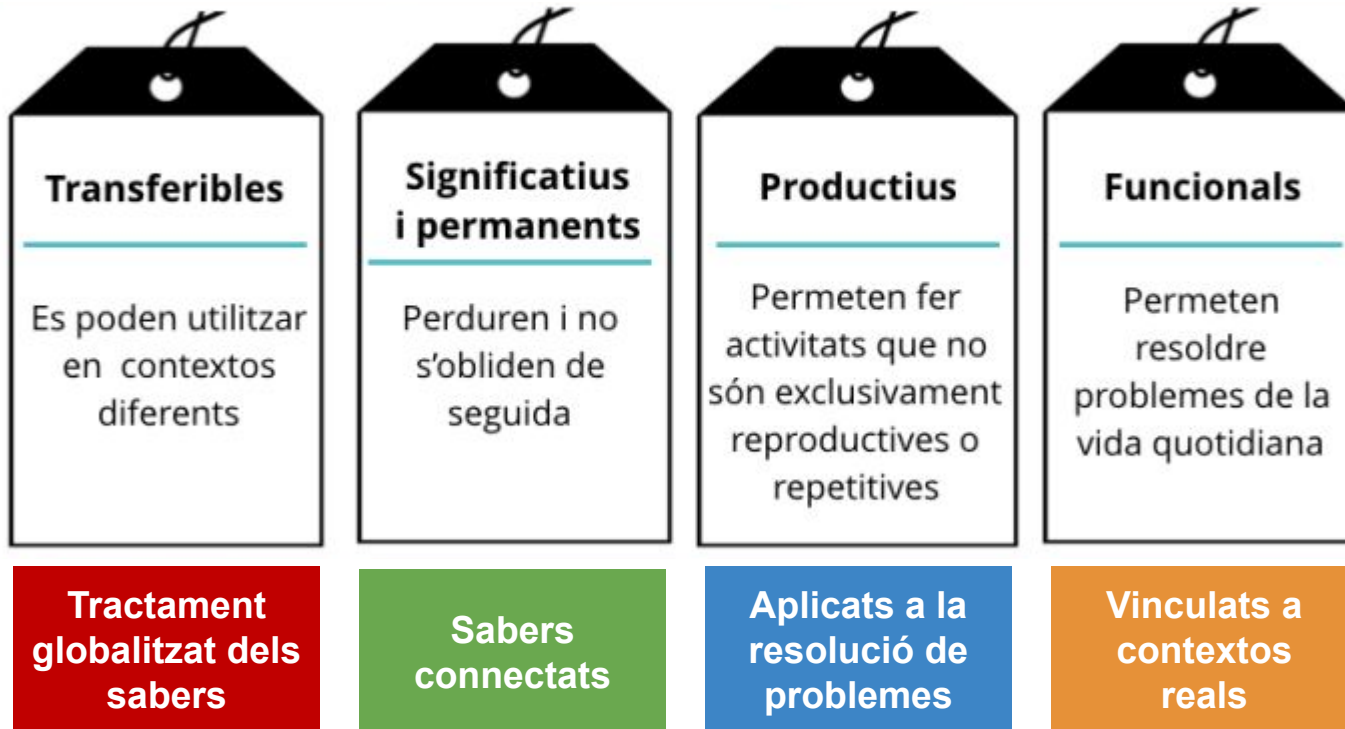 Transferibles
Es poden utilitzar
en contextos
diferents
Significatius
i permanents
Perduren i no
s'obliden de
seguida
Productius
Permeten fer
activitats que no
són exclusivament
reproductives o
repetitives
Funcionals
Permeten
resoldre
problemes de la
vida quotidiana
Tractament
globalitzat dels
sabers
Sabers
connectats
Aplicats a la
resolució de
problemes
Vinculats a
contextos
reals